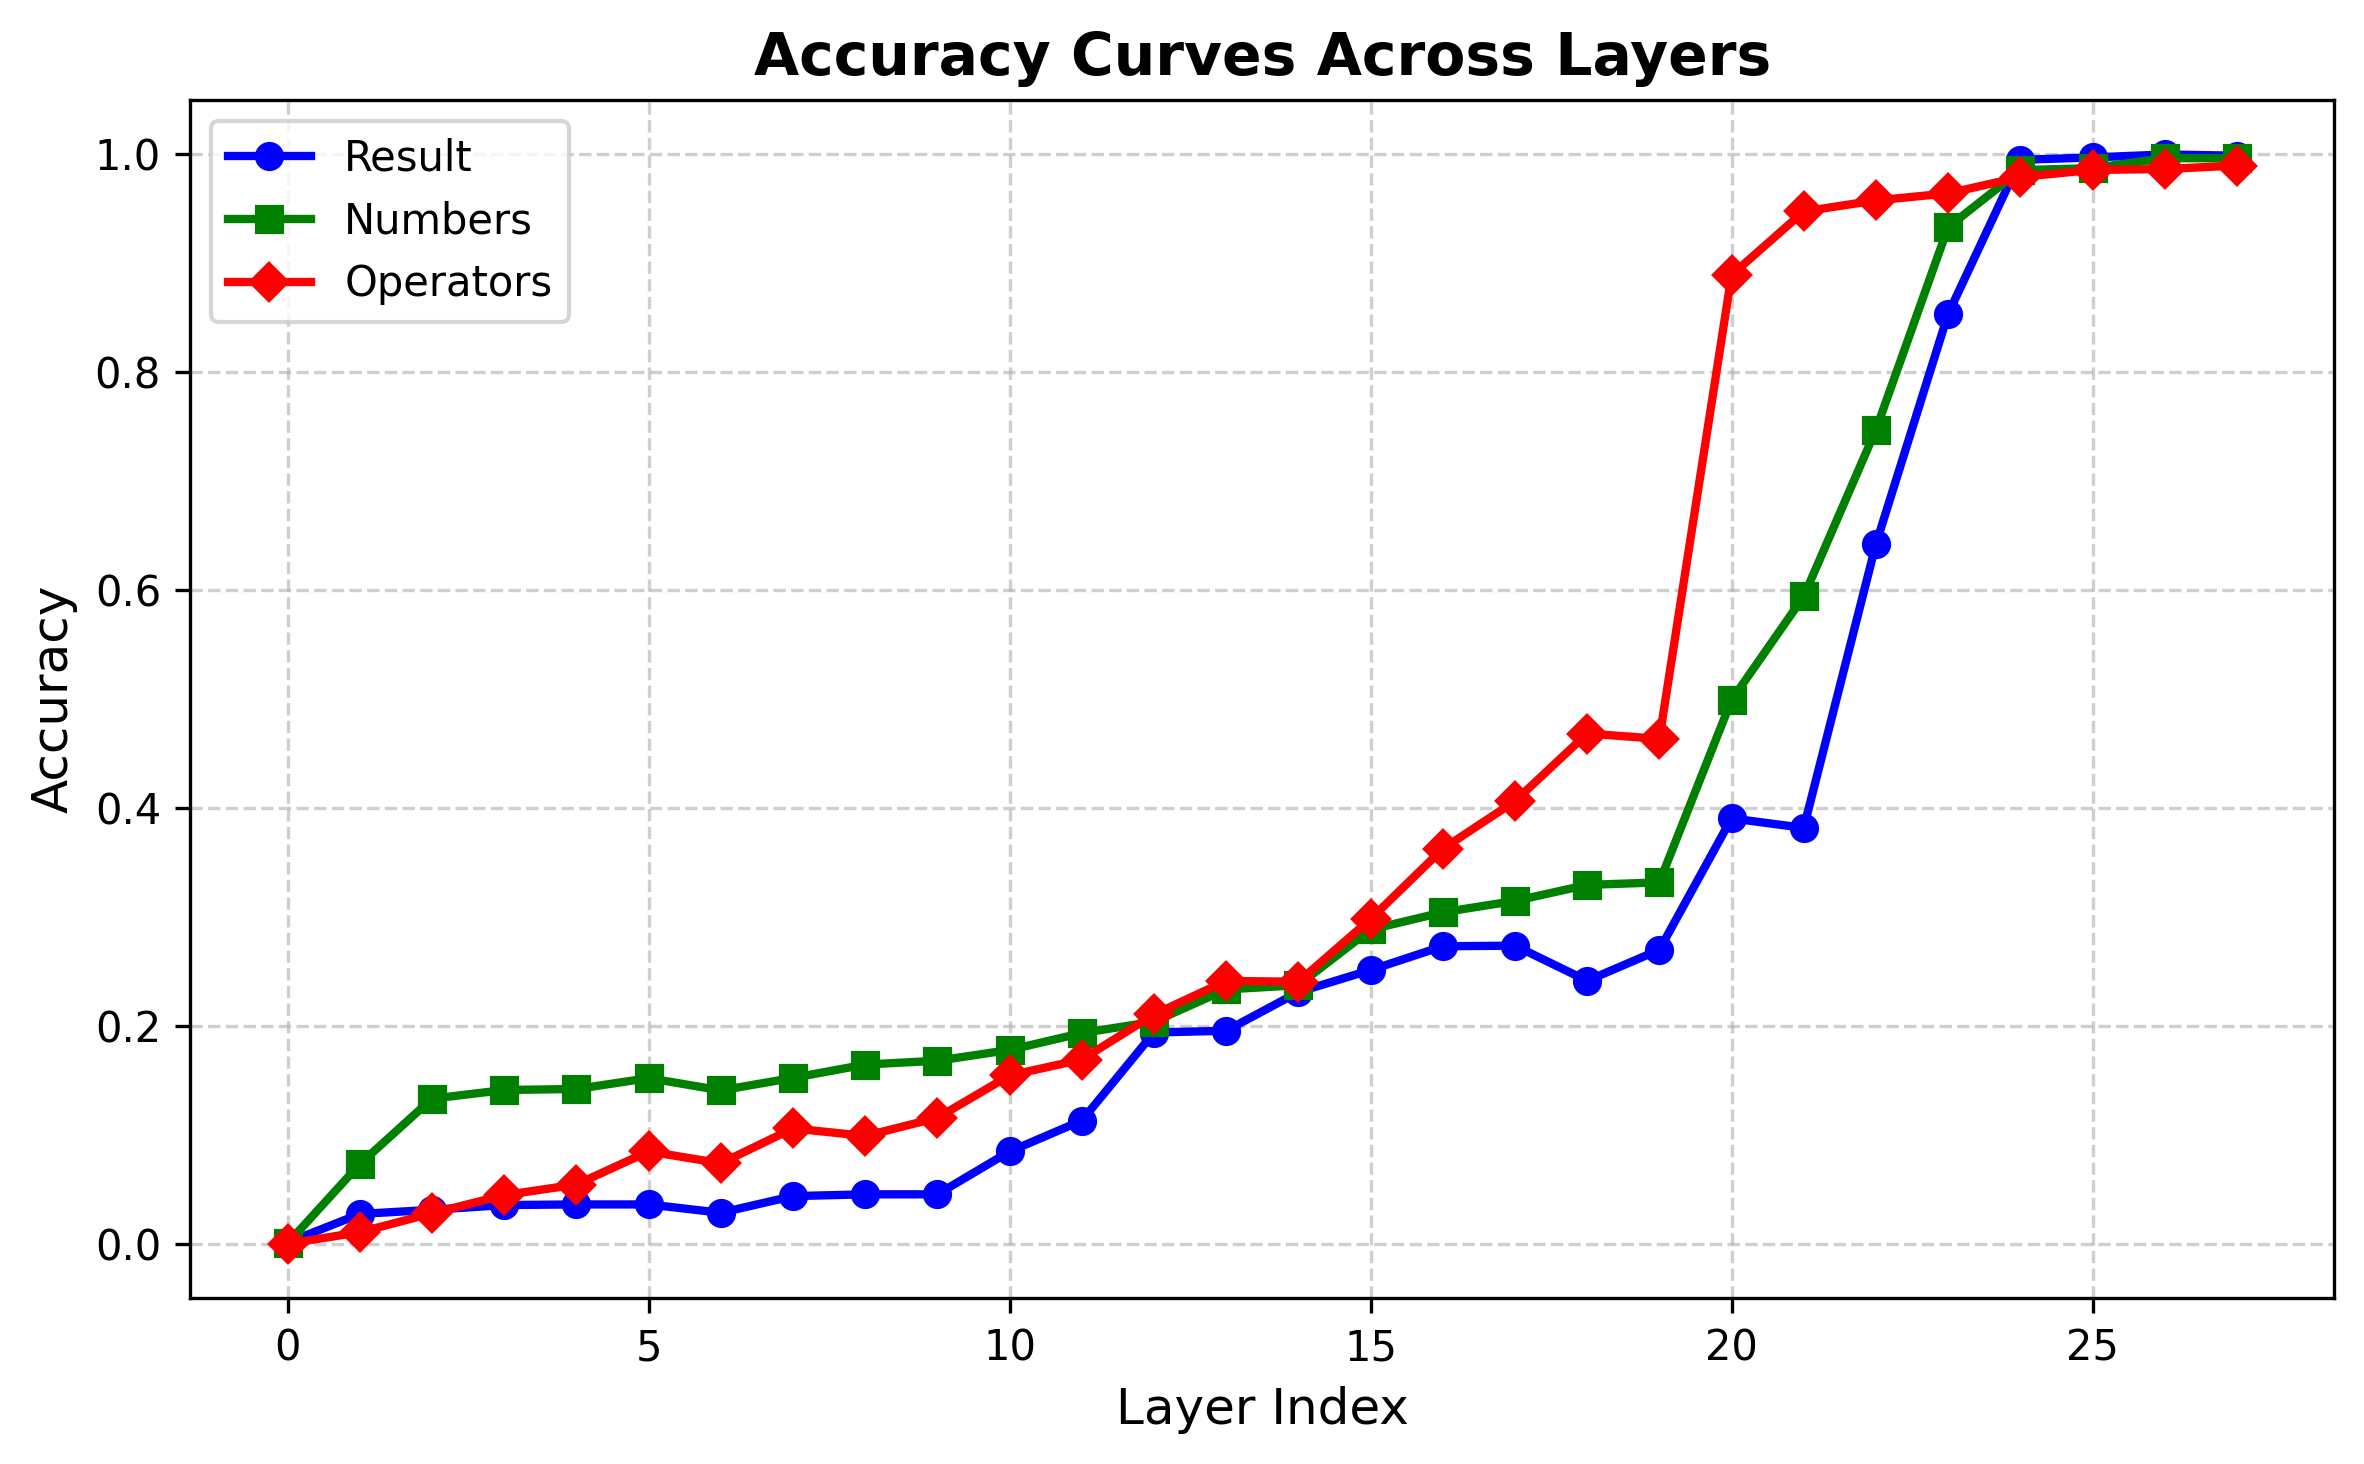 Accuracy Curves Across Layers
Result
Numbers
Operators
Accuracy
1.0
0.8
0.6
0.4
0.2
0.0
0 5 10 15 20 25
Layer Index